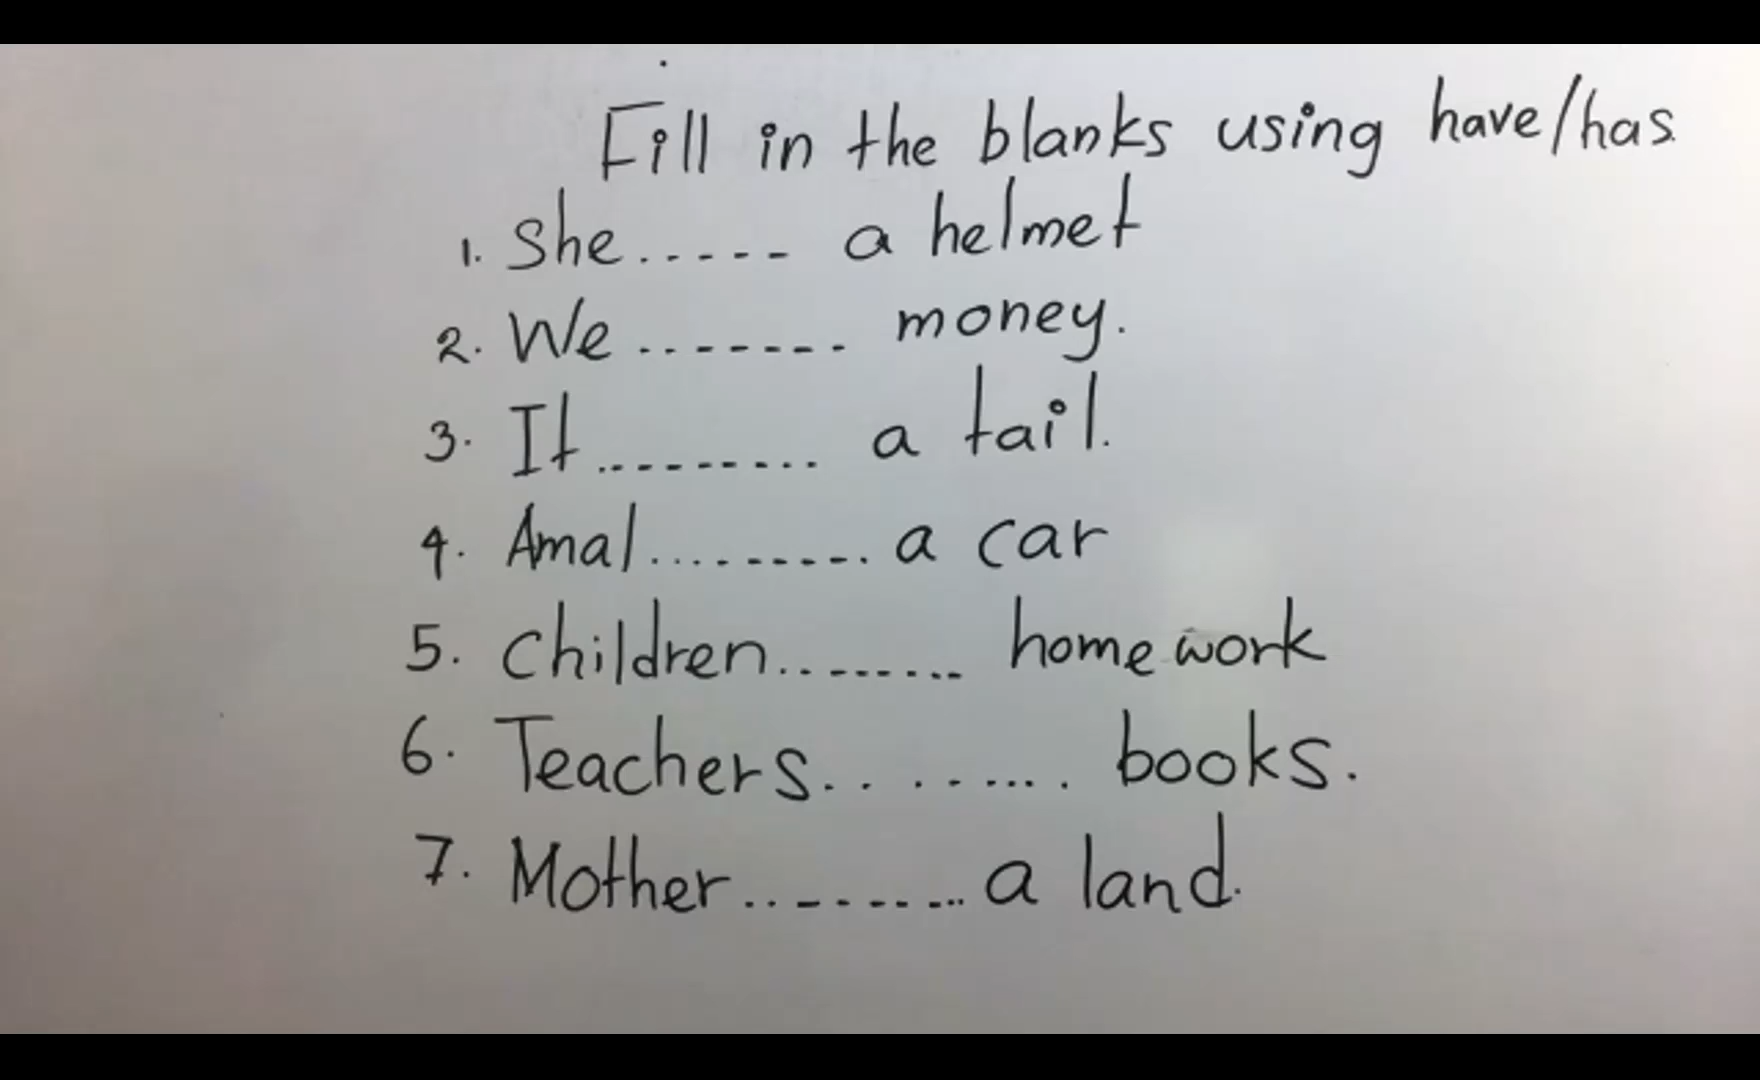 Fill in the blanks using have/has
1. She..... a helmet
2. We ....... money.
3. It.......... a tail.
4. Amal.......... a car
5. Children......... homework
6. Teachers......... books.
7. Mother.......... a land.